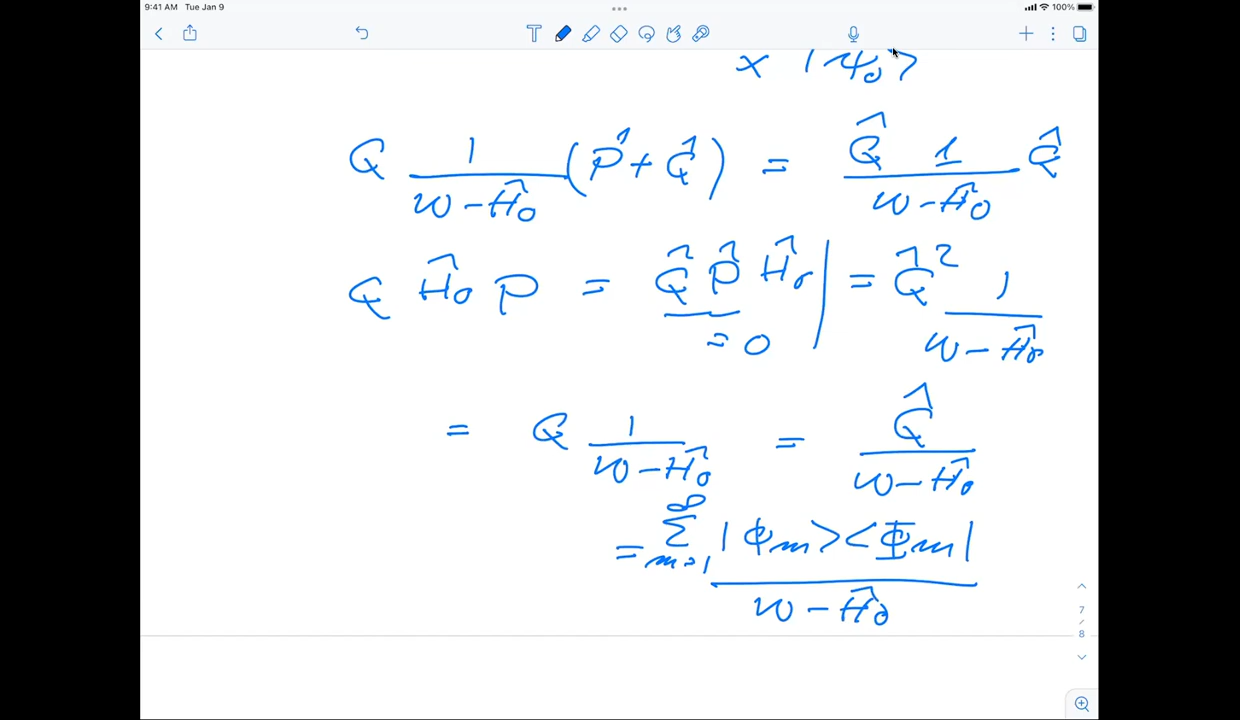 9:41 AM Tue Jan 9
100%
× |Ψ₀>
Q 1/(ω − Ĥ₀) (P̂ + Q̂) = Q̂ 1/(ω − Ĥ₀) Q̂
Q Ĥ₀ P = Q̂ P̂ Ĥ₀ | = Q̂² 1/(ω − Ĥ₀)
= 0
= Q 1/(ω − Ĥ₀) = Q̂/(ω − Ĥ₀)
= ∑_{m=1}^{∞} |Φm><Φm|/(ω − Ĥ₀)
7
/
8